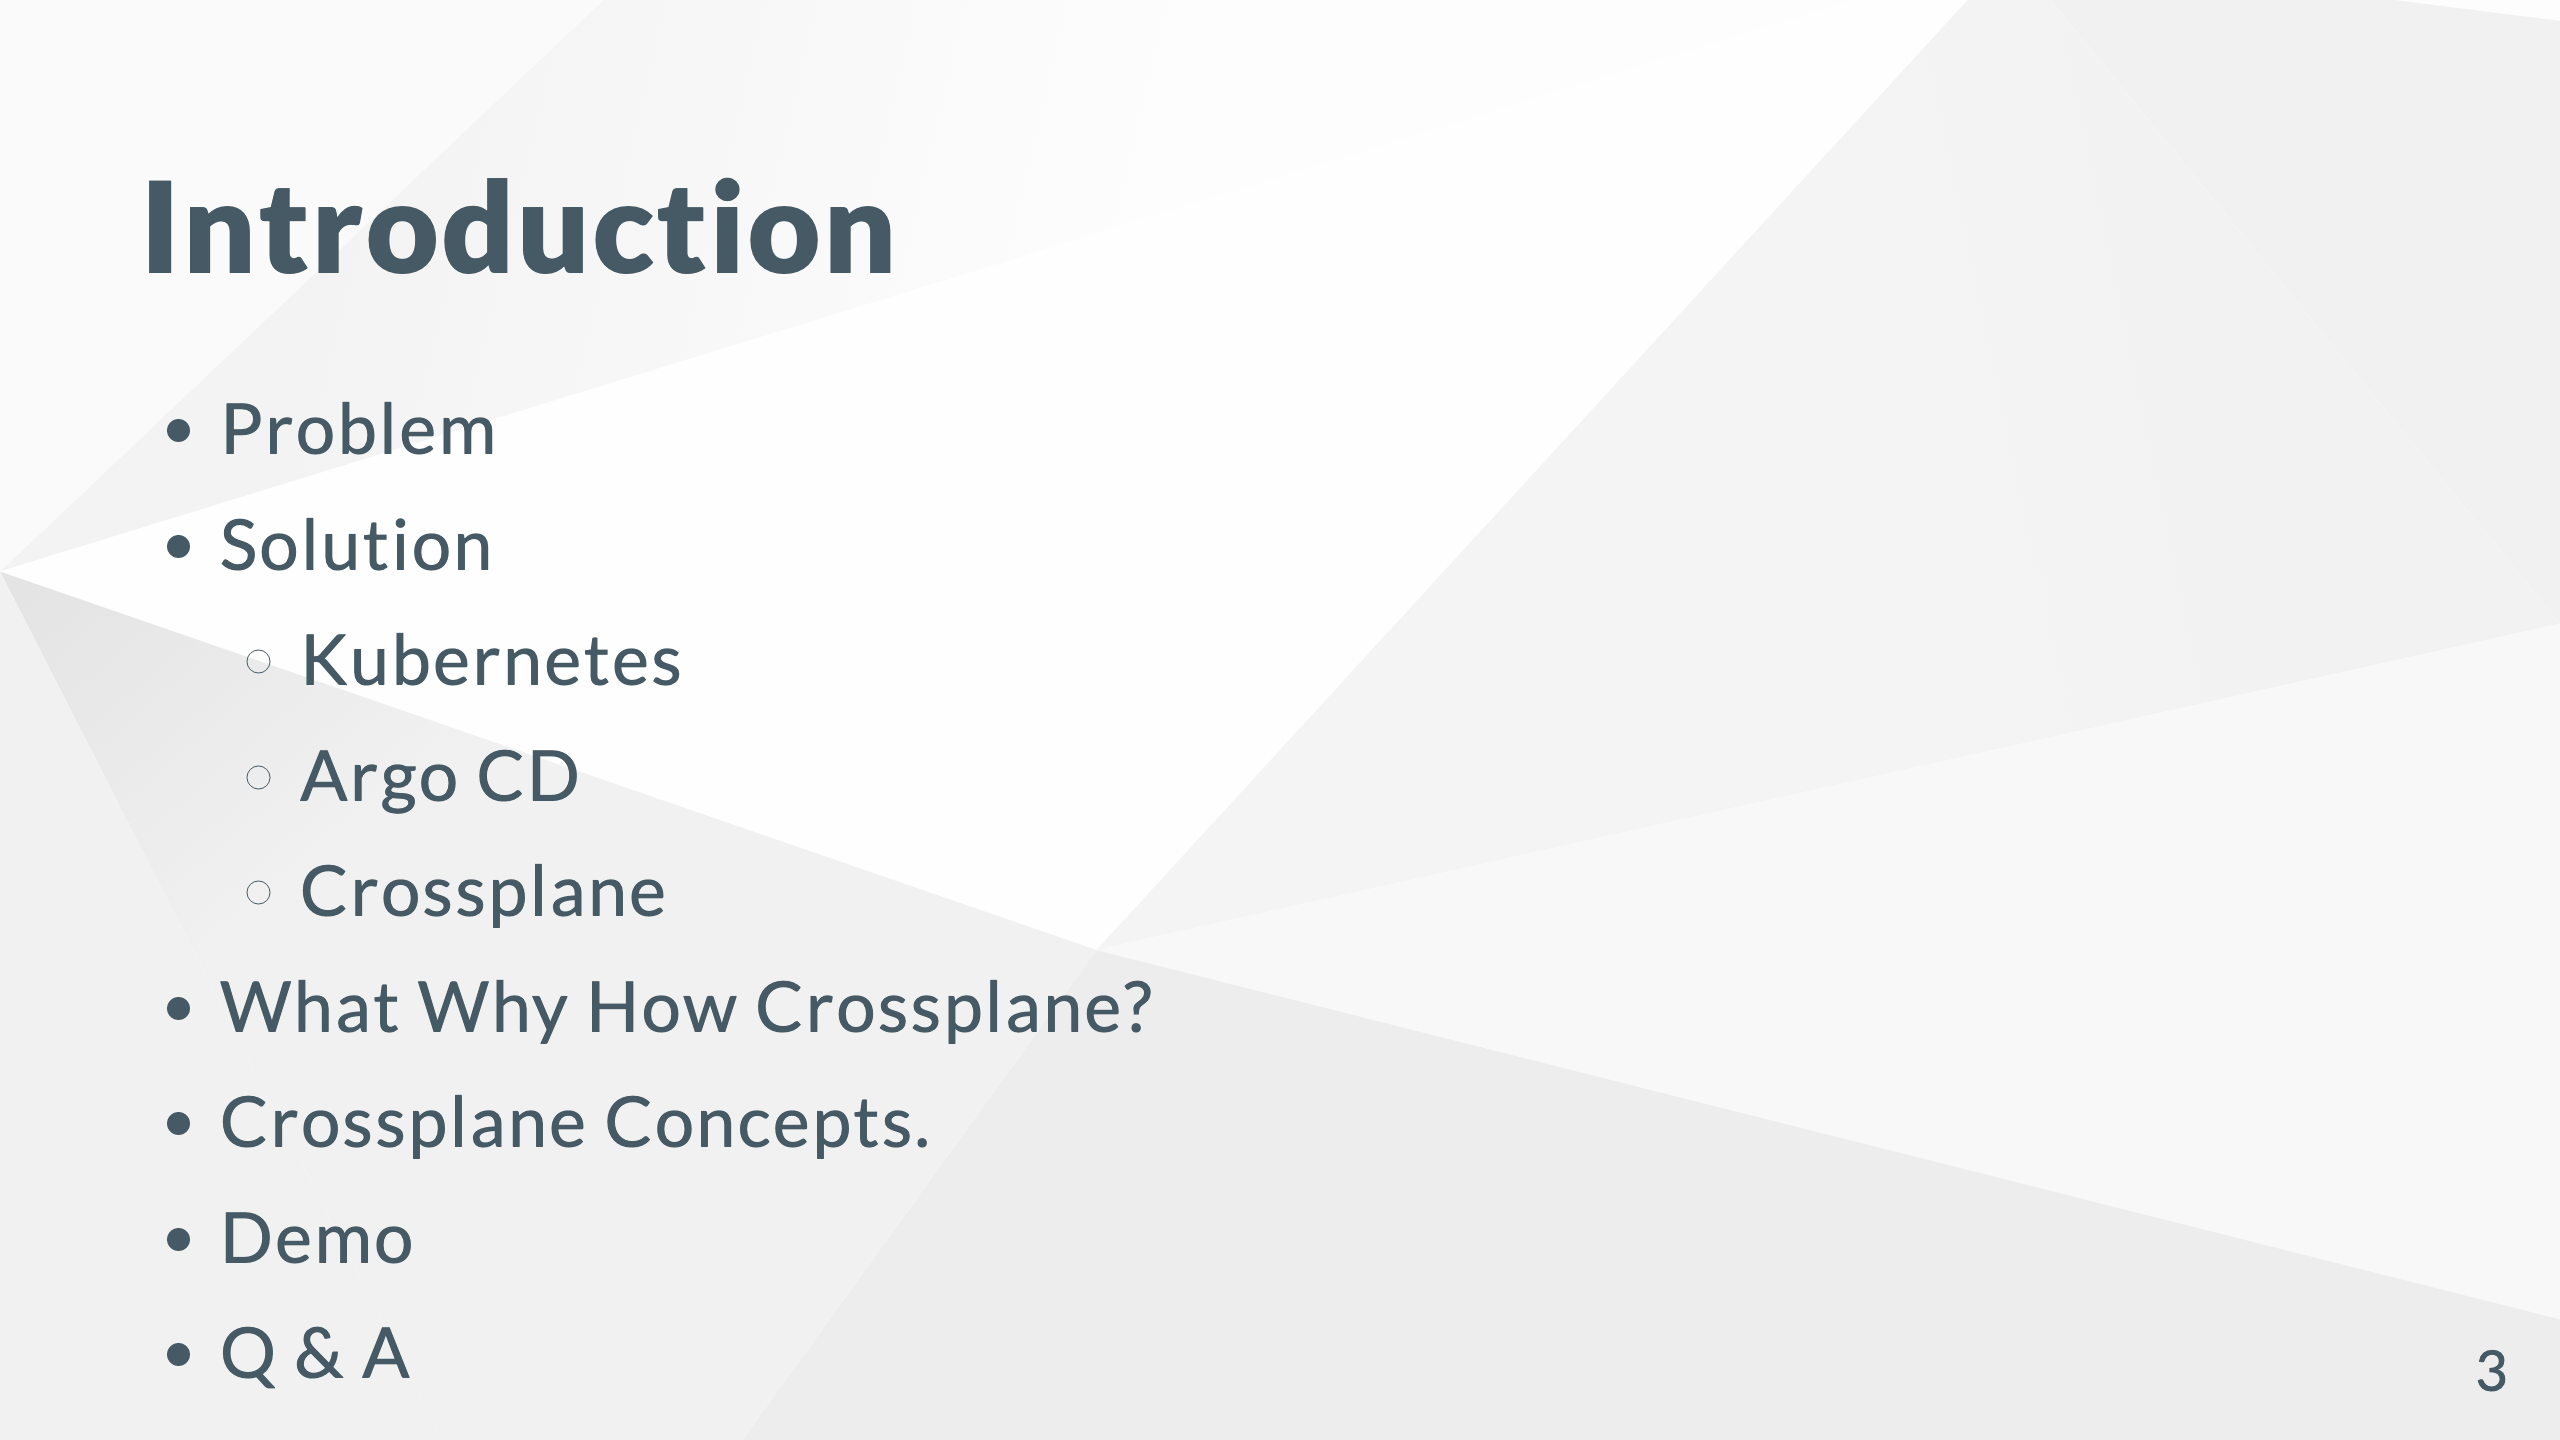 Introduction
• Problem
• Solution
○ Kubernetes
○ Argo CD
○ Crossplane
• What Why How Crossplane?
• Crossplane Concepts.
• Demo
• Q & A
3